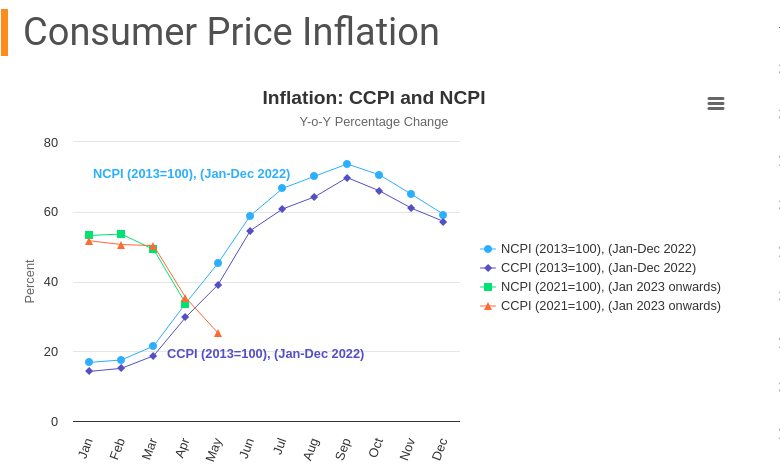 Consumer Price Inflation
Inflation: CCPI and NCPI
Y-o-Y Percentage Change
Percent
80
60
40
20
0
NCPI (2013=100), (Jan-Dec 2022)
CCPI (2013=100), (Jan-Dec 2022)
Jan
Feb
Mar
Apr
May
Jun
Jul
Aug
Sep
Oct
Nov
Dec
NCPI (2013=100), (Jan-Dec 2022)
CCPI (2013=100), (Jan-Dec 2022)
NCPI (2021=100), (Jan 2023 onwards)
CCPI (2021=100), (Jan 2023 onwards)